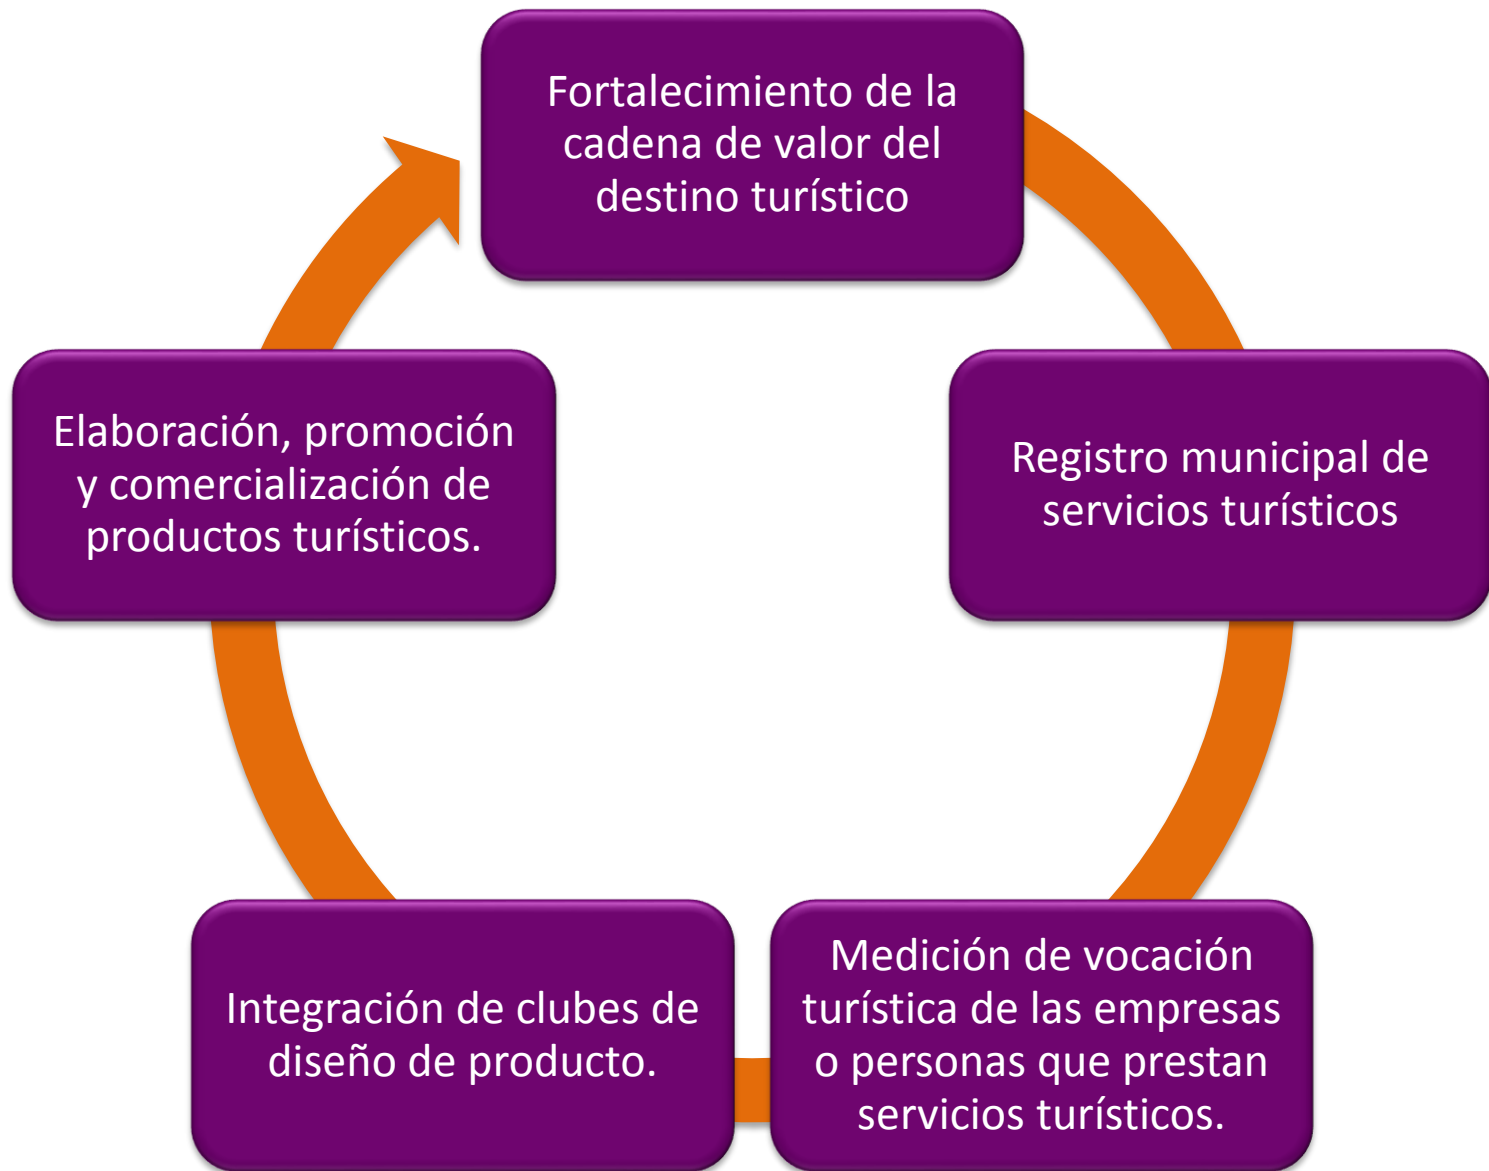 Fortalecimiento de la
cadena de valor del
destino turístico
Registro municipal de
servicios turísticos
Medición de vocación
turística de las empresas
o personas que prestan
servicios turísticos.
Integración de clubes de
diseño de producto.
Elaboración, promoción
y comercialización de
productos turísticos.